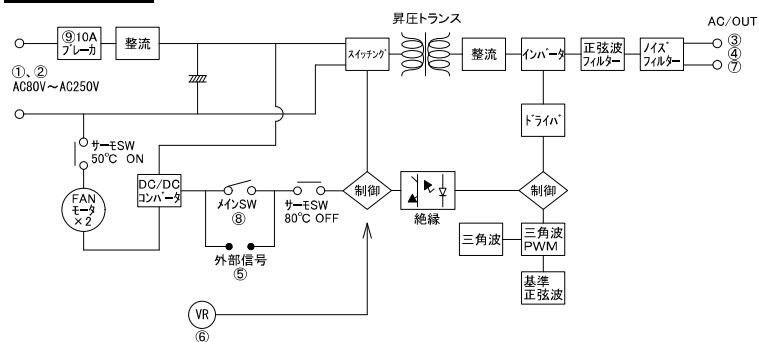 昇圧トランス
AC/OUT
⑨10A
ブレーカ
整流
スイッチング
整流
インバータ
正弦波
フィルター
ノイズ
フィルター
③
④
⑦
①、②
AC80V～AC250V
サーモSW
50℃ ON
ドライバ
FAN
モータ
×2
DC/DC
コンバータ
メインSW
⑧
サーモSW
80℃ OFF
制御
絶縁
制御
外部信号
⑤
三角波
三角波
PWM
基準
正弦波
VR
⑥